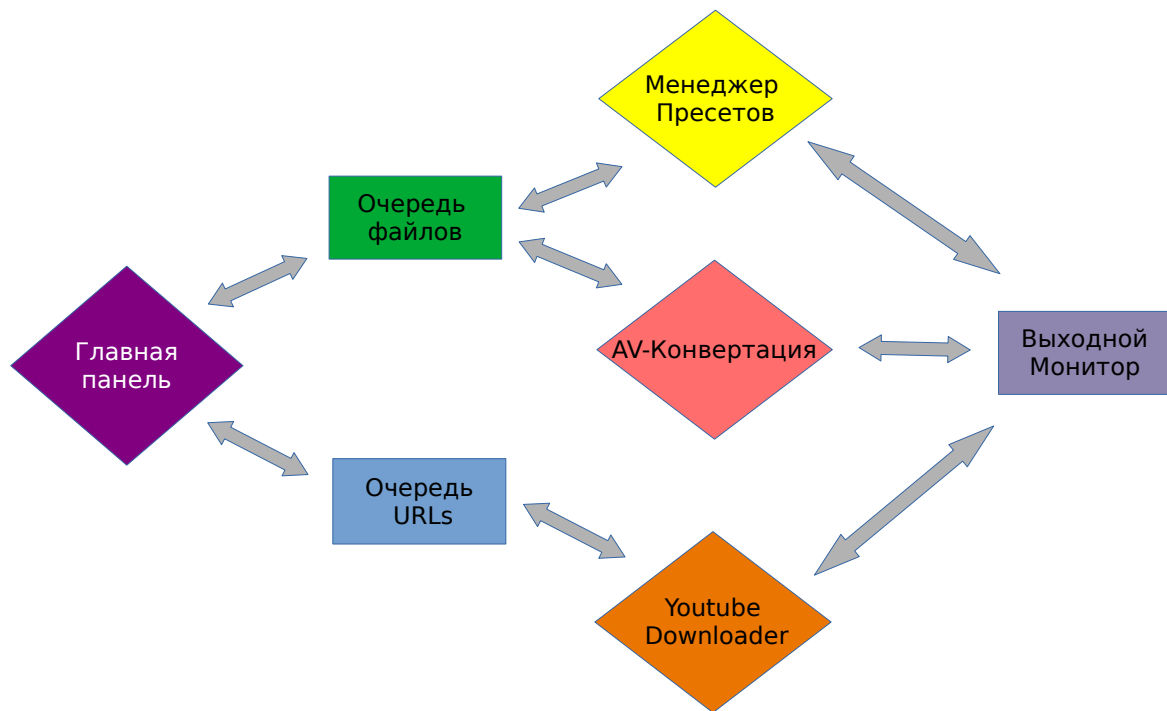 Менеджер
Пресетов
Очередь
файлов
Главная
панель
AV-Конвертация
Выходной
Монитор
Очередь
URLs
Youtube
Downloader